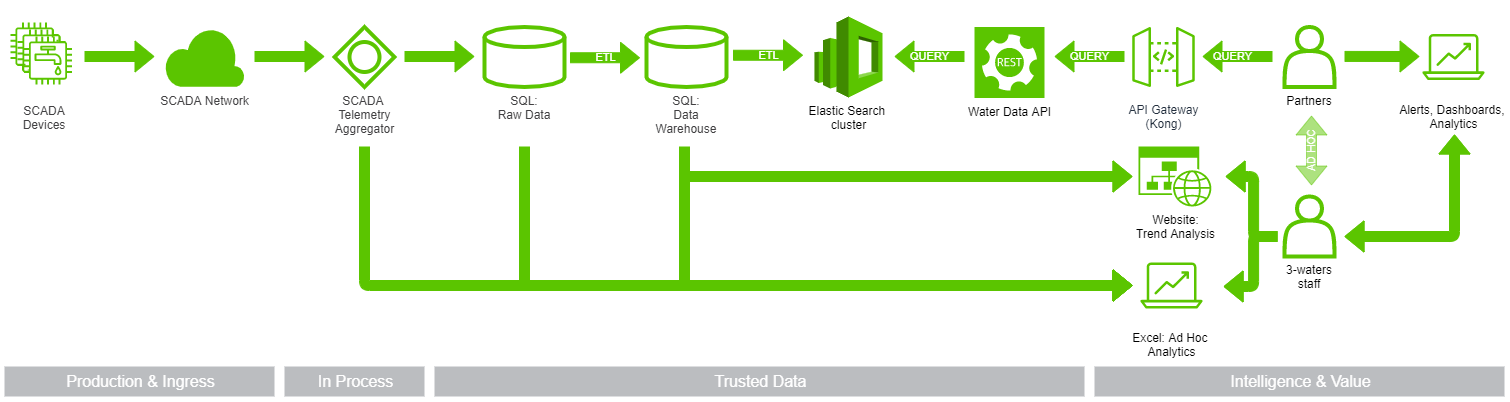 SCADA
Devices
SCADA Network
SCADA
Telemetry
Aggregator
SQL:
Raw Data
ETL
SQL:
Data
Warehouse
ETL
Elastic Search
cluster
QUERY
REST
Water Data API
QUERY
</>
API Gateway
(Kong)
QUERY
Partners
Alerts, Dashboards,
Analytics
AD HOC
Website:
Trend Analysis
3-waters
staff
Excel: Ad Hoc
Analytics
Production & Ingress
In Process
Trusted Data
Intelligence & Value